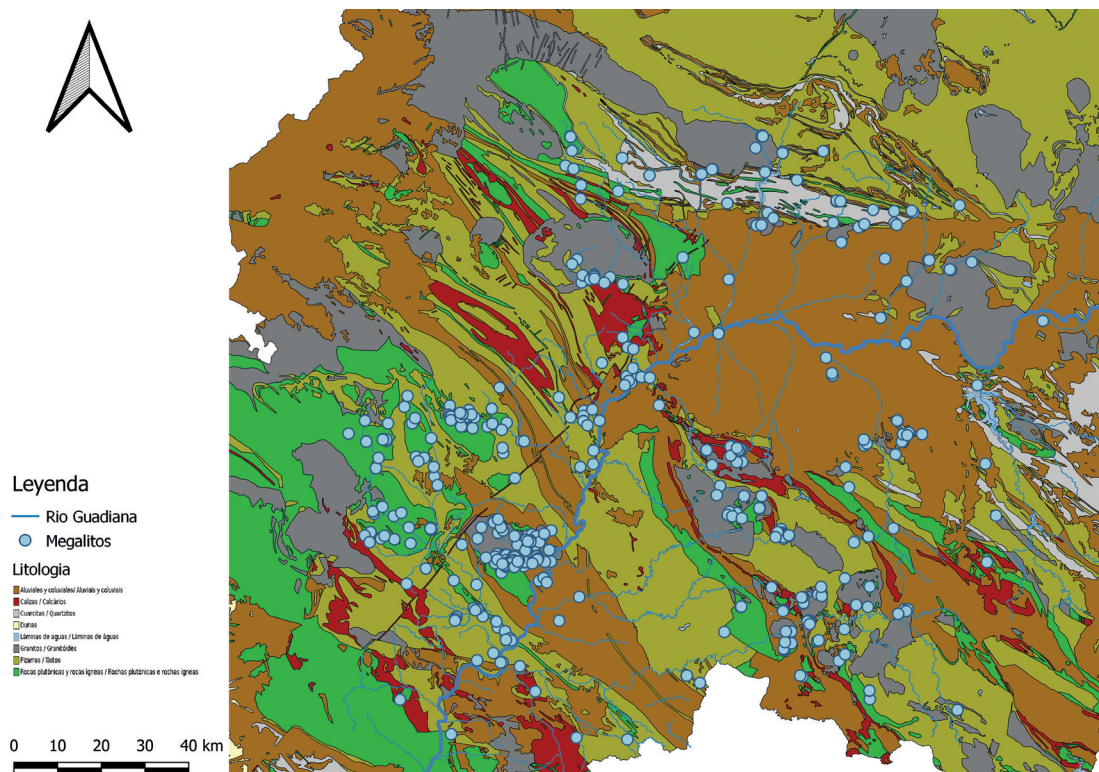 Leyenda
Rio Guadiana
Megalitos
Litologia
Aluviales y coluviales/ Aluviais y coluviais
Calizas / Calcários
Cuarcitas / Quartzitos
Dunas
Láminas de aguas / Láminas de águas
Granitos / Granitóides
Pizarras / Xistos
Rocas plutónicas y rocas ígneas / Rochas plutónicas e rochas ígneas
0 10 20 30 40 km